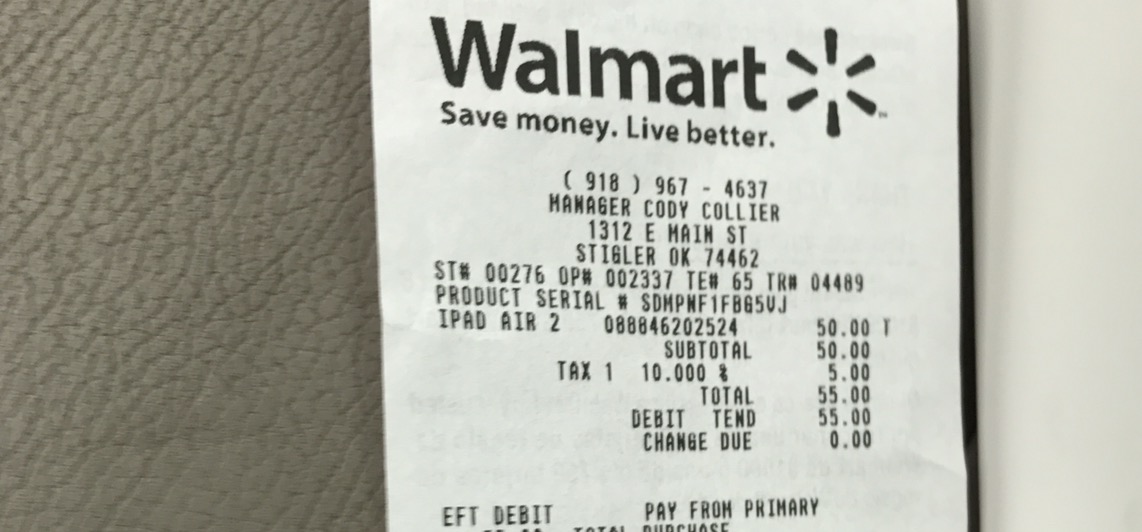 Walmart
Save money. Live better.
( 918 ) 967 - 4637
MANAGER CODY COLLIER
1312 E MAIN ST
STIGLER OK 74462
ST# 00276 OP# 002337 TE# 65 TR# 04489
PRODUCT SERIAL # SDMPNF1FBG5VJ
IPAD AIR 2 088846202524 50.00 T
SUBTOTAL 50.00
TAX 1 10.000 % 5.00
TOTAL 55.00
DEBIT TEND 55.00
CHANGE DUE 0.00
EFT DEBIT PAY FROM PRIMARY
TOTAL PURCHASE